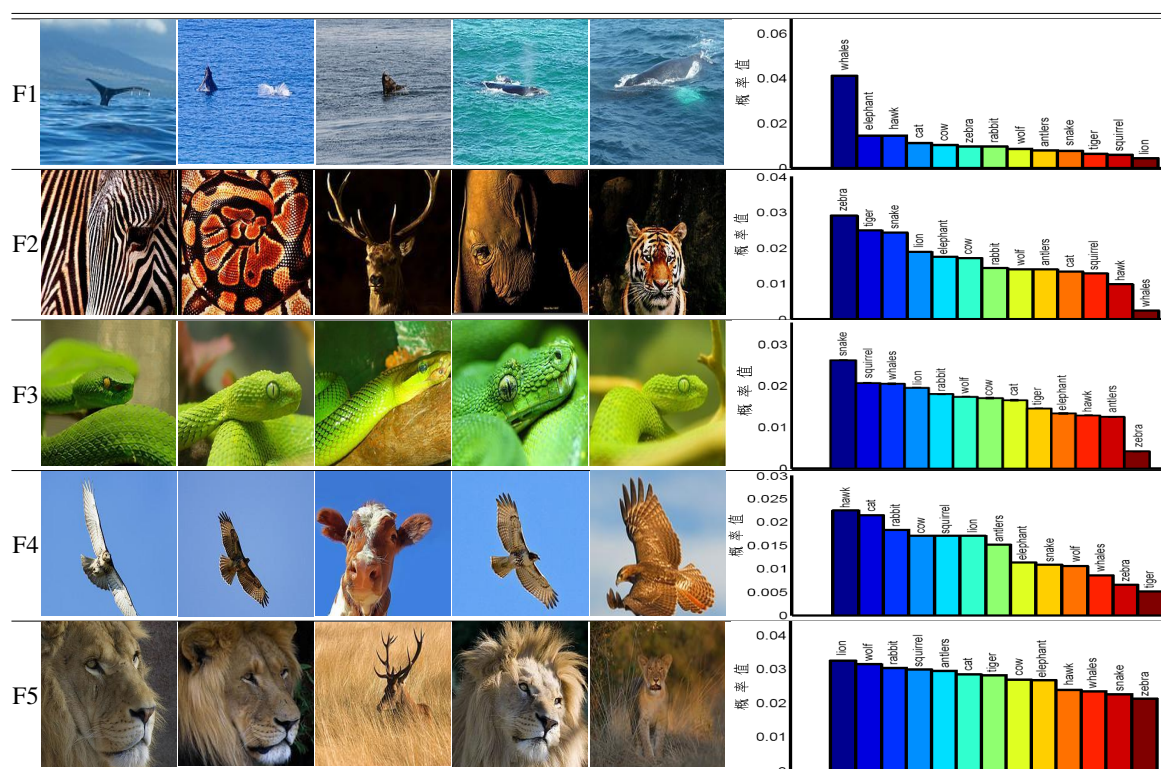 F1
0.06
0.04
0.02
0
概率值
whales
elephant
hawk
cat
cow
zebra
rabbit
wolf
antlers
snake
tiger
squirrel
lion
F2
0.04
0.03
0.02
0.01
0
概率值
zebra
tiger
snake
lion
elephant
cow
rabbit
wolf
antlers
cat
squirrel
hawk
whales
F3
0.03
0.02
0.01
0
概率值
snake
squirrel
whales
lion
rabbit
wolf
cow
cat
tiger
elephant
hawk
antlers
zebra
F4
0.03
0.025
0.02
0.015
0.01
0.005
0
概率值
hawk
cat
rabbit
cow
squirrel
lion
antlers
elephant
snake
wolf
whales
zebra
tiger
F5
0.04
0.03
0.02
0.01
0
概率值
lion
wolf
rabbit
squirrel
antlers
cat
tiger
cow
elephant
hawk
whales
snake
zebra